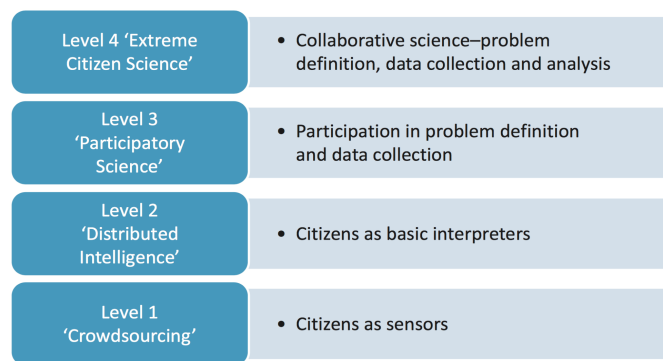 Level 4 ‘Extreme
Citizen Science’
• Collaborative science–problem
definition, data collection and analysis
Level 3
‘Participatory
Science’
• Participation in problem definition
and data collection
Level 2
‘Distributed
Intelligence’
• Citizens as basic interpreters
Level 1
‘Crowdsourcing’
• Citizens as sensors